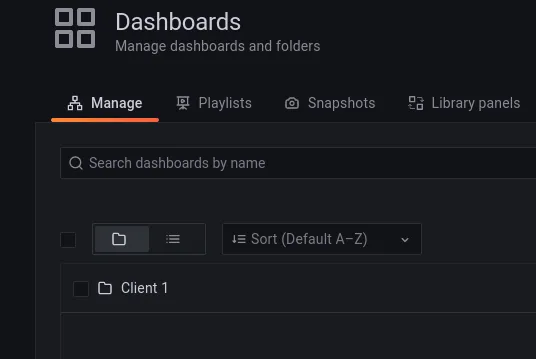 Dashboards
Manage dashboards and folders
Manage Playlists Snapshots Library panels
Search dashboards by name
Sort (Default A–Z)
Client 1